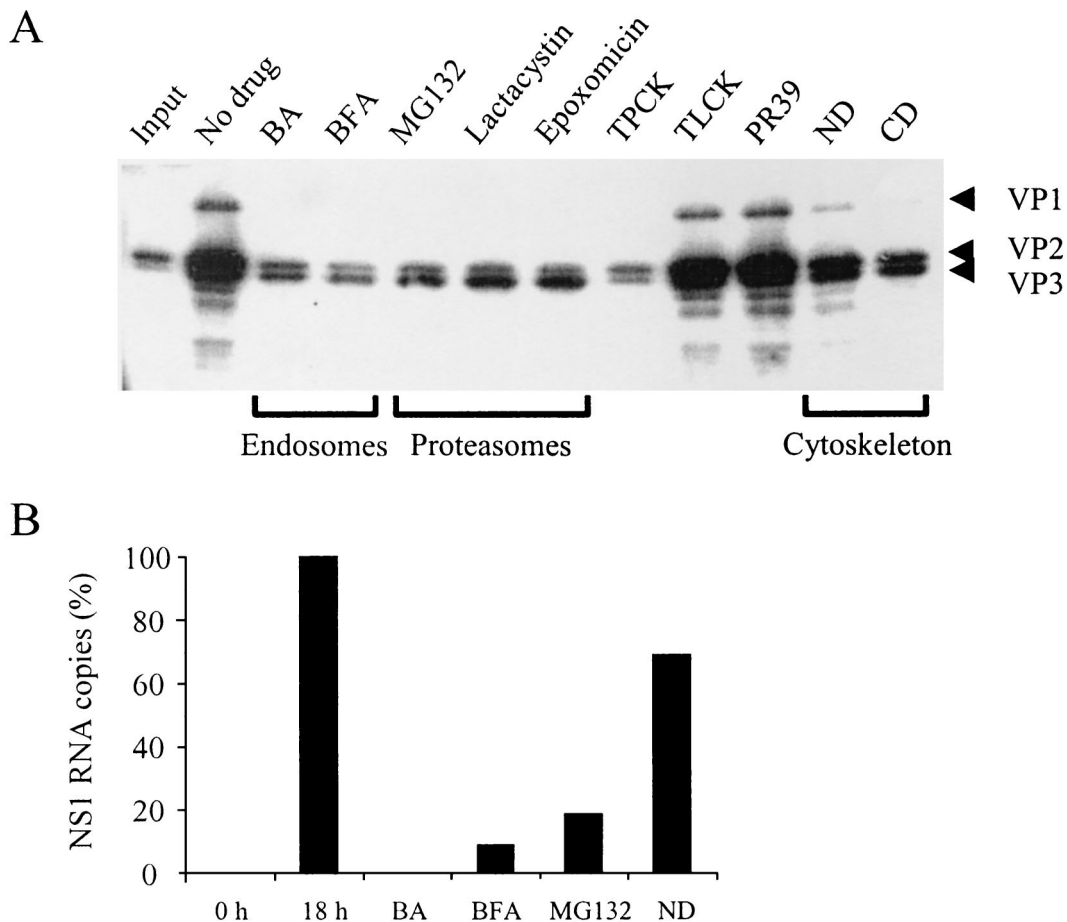 A
Input
No drug
BA
BFA
MG132
Lactacystin
Epoxomicin
TPCK
TLCK
PR39
ND
CD
VP1
VP2
VP3
Endosomes
Proteasomes
Cytoskeleton
B
NS1 RNA copies (%)
100
80
60
40
20
0
0 h
18 h
BA
BFA
MG132
ND